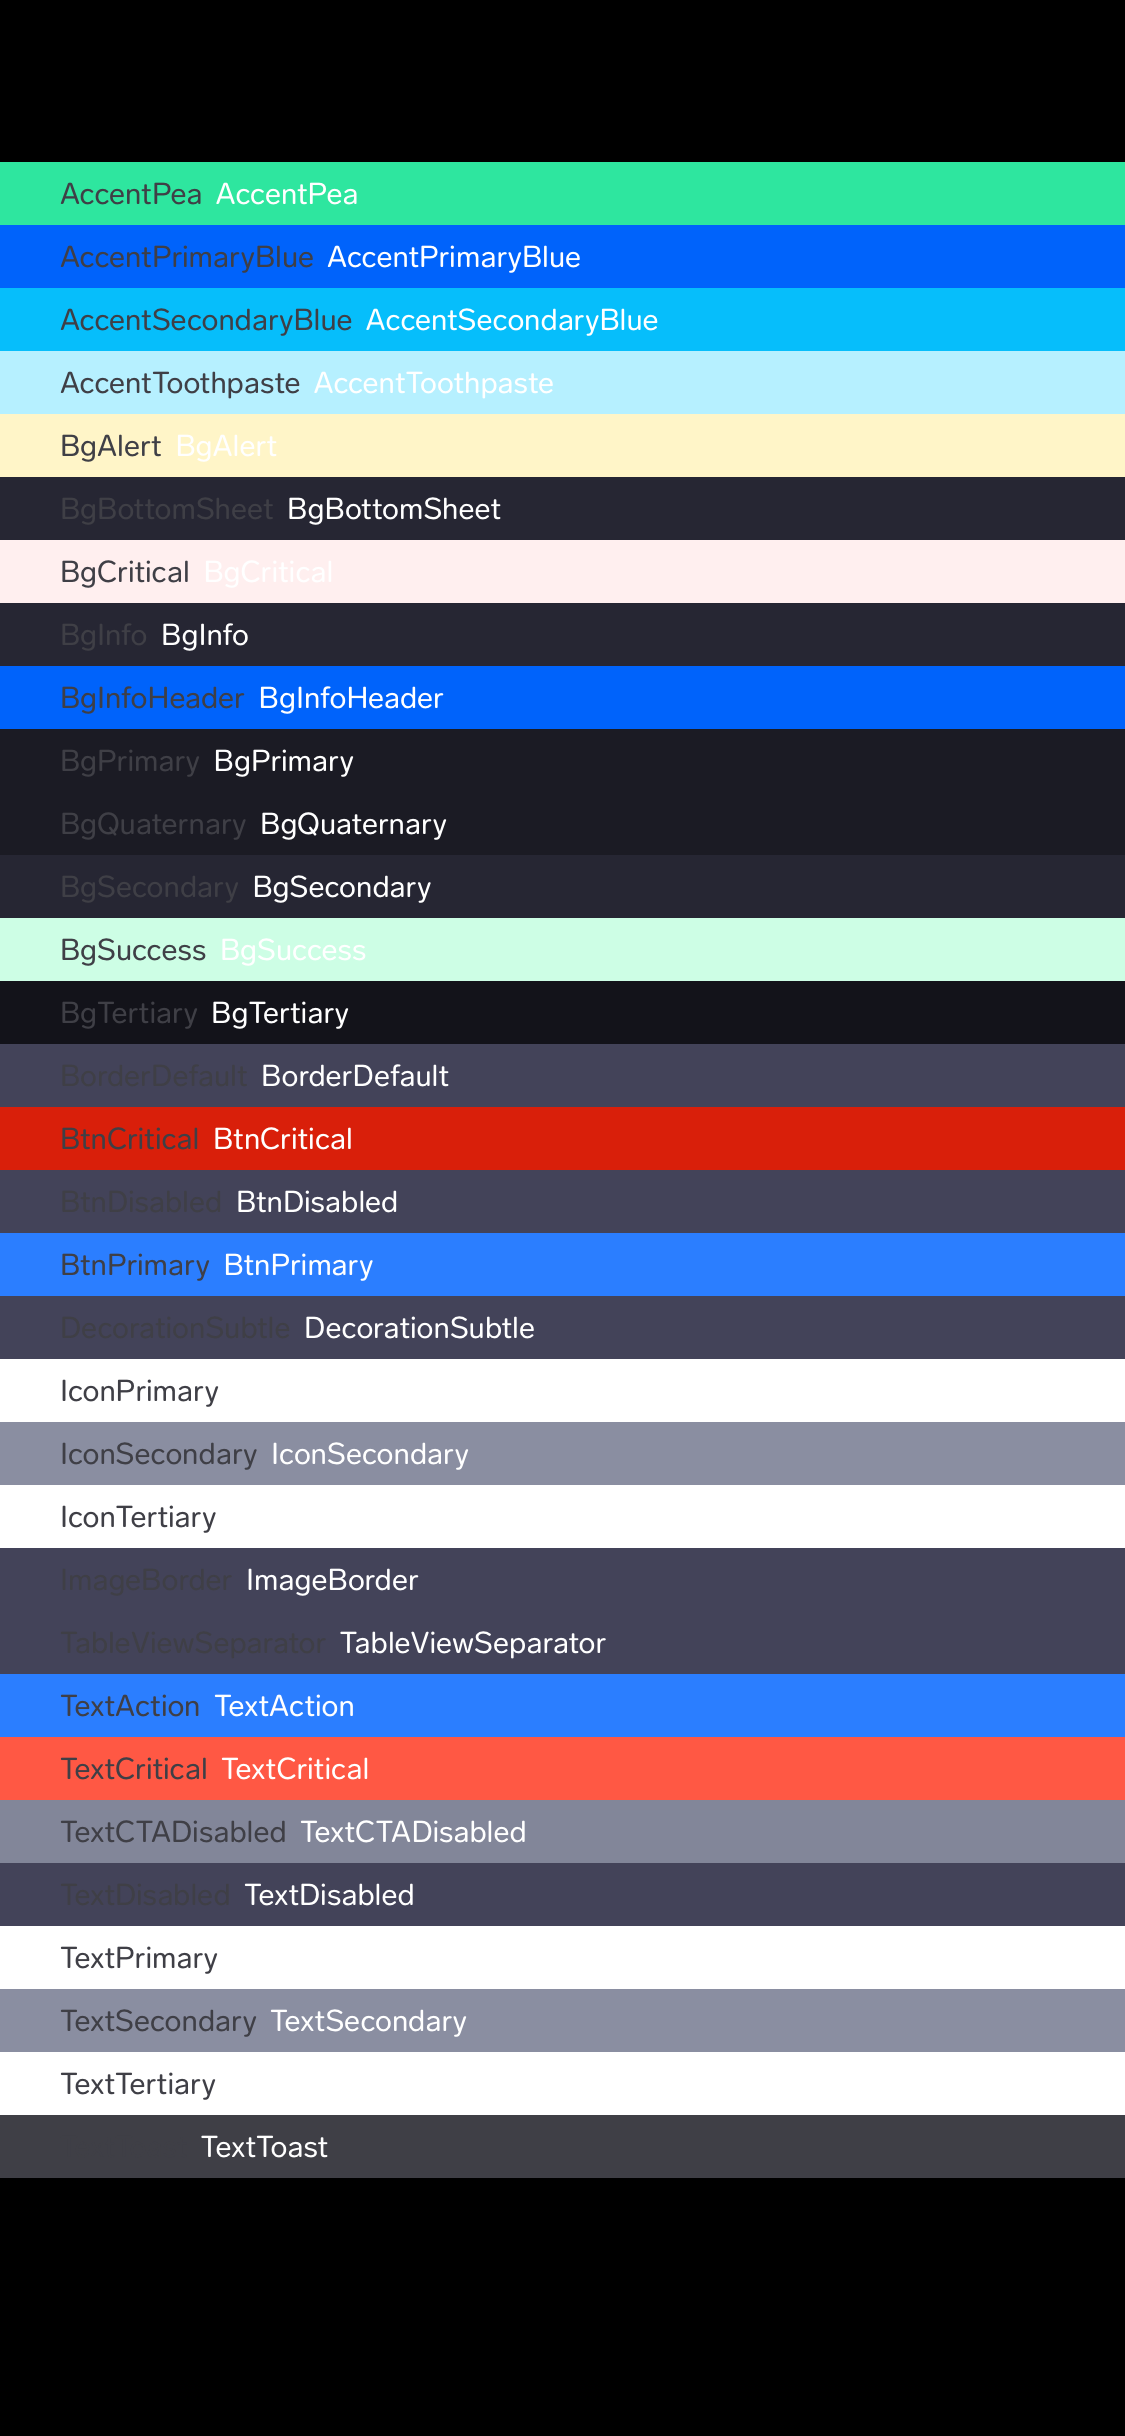 AccentPea AccentPea
AccentPrimaryBlue AccentPrimaryBlue
AccentSecondaryBlue AccentSecondaryBlue
AccentToothpaste AccentToothpaste
BgAlert BgAlert
BgBottomSheet BgBottomSheet
BgCritical BgCritical
BgInfo BgInfo
BgInfoHeader BgInfoHeader
BgPrimary BgPrimary
BgQuaternary BgQuaternary
BgSecondary BgSecondary
BgSuccess BgSuccess
BgTertiary BgTertiary
BorderDefault BorderDefault
BtnCritical BtnCritical
BtnDisabled BtnDisabled
BtnPrimary BtnPrimary
DecorationSubtle DecorationSubtle
IconPrimary
IconSecondary IconSecondary
IconTertiary
ImageBorder ImageBorder
TableViewSeparator TableViewSeparator
TextAction TextAction
TextCritical TextCritical
TextCTADisabled TextCTADisabled
TextDisabled TextDisabled
TextPrimary
TextSecondary TextSecondary
TextTertiary
TextToast